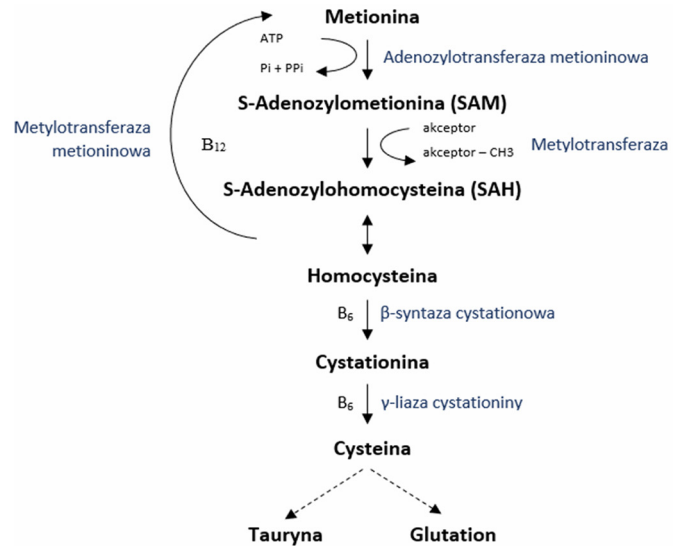 Metionina
ATP
Adenozylotransferaza metioninowa
Pi + PPi
S-Adenozylometionina (SAM)
Metylotransferaza
metioninowa
B₁₂
akceptor
akceptor – CH3
Metylotransferaza
S-Adenozylohomocysteina (SAH)
Homocysteina
B₆
β-syntaza cystationowa
Cystationina
B₆
γ-liaza cystationiny
Cysteina
Tauryna
Glutation